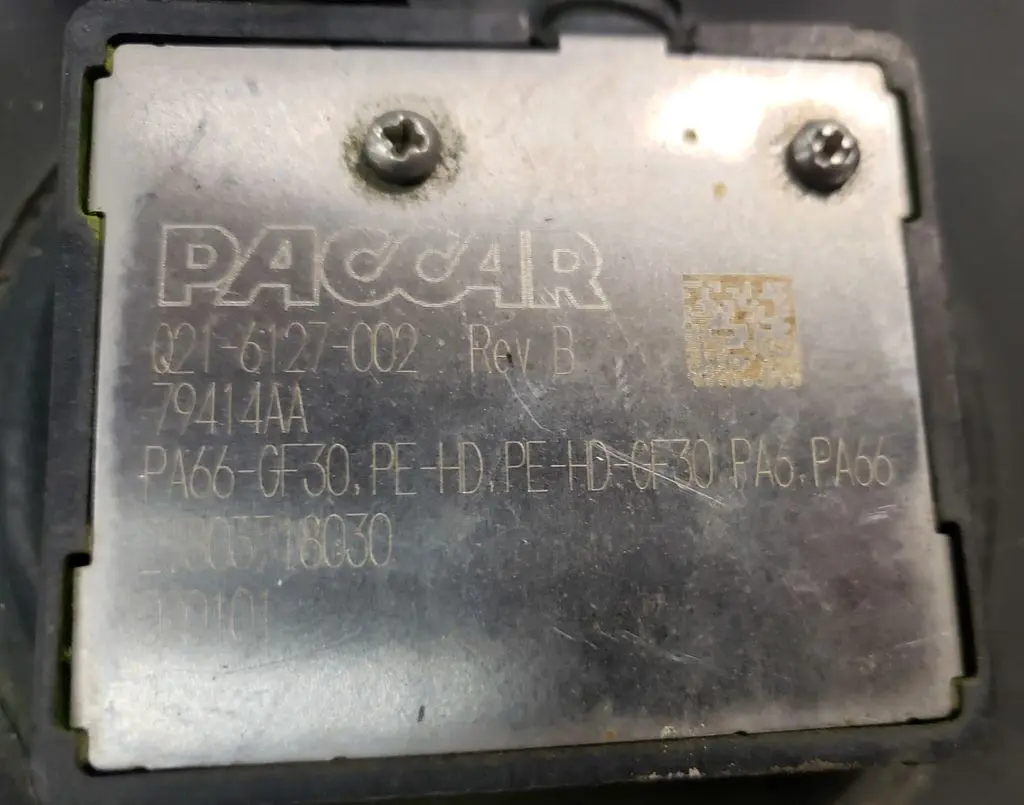 PACCAR
Q21-6127-002 Rev B
79414AA
PA66-GF30, PE-HD, PE-HD-GF30, PA6, PA66